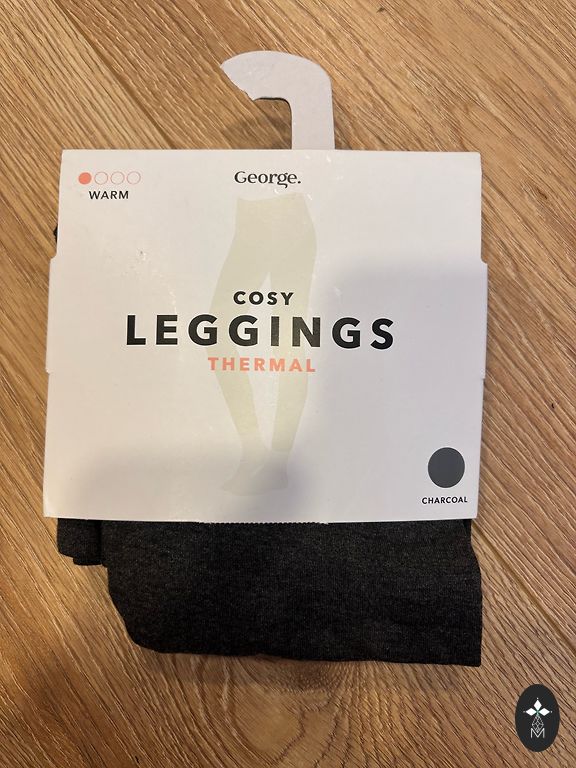 WARM
George.
COSY
LEGGINGS
THERMAL
CHARCOAL
M